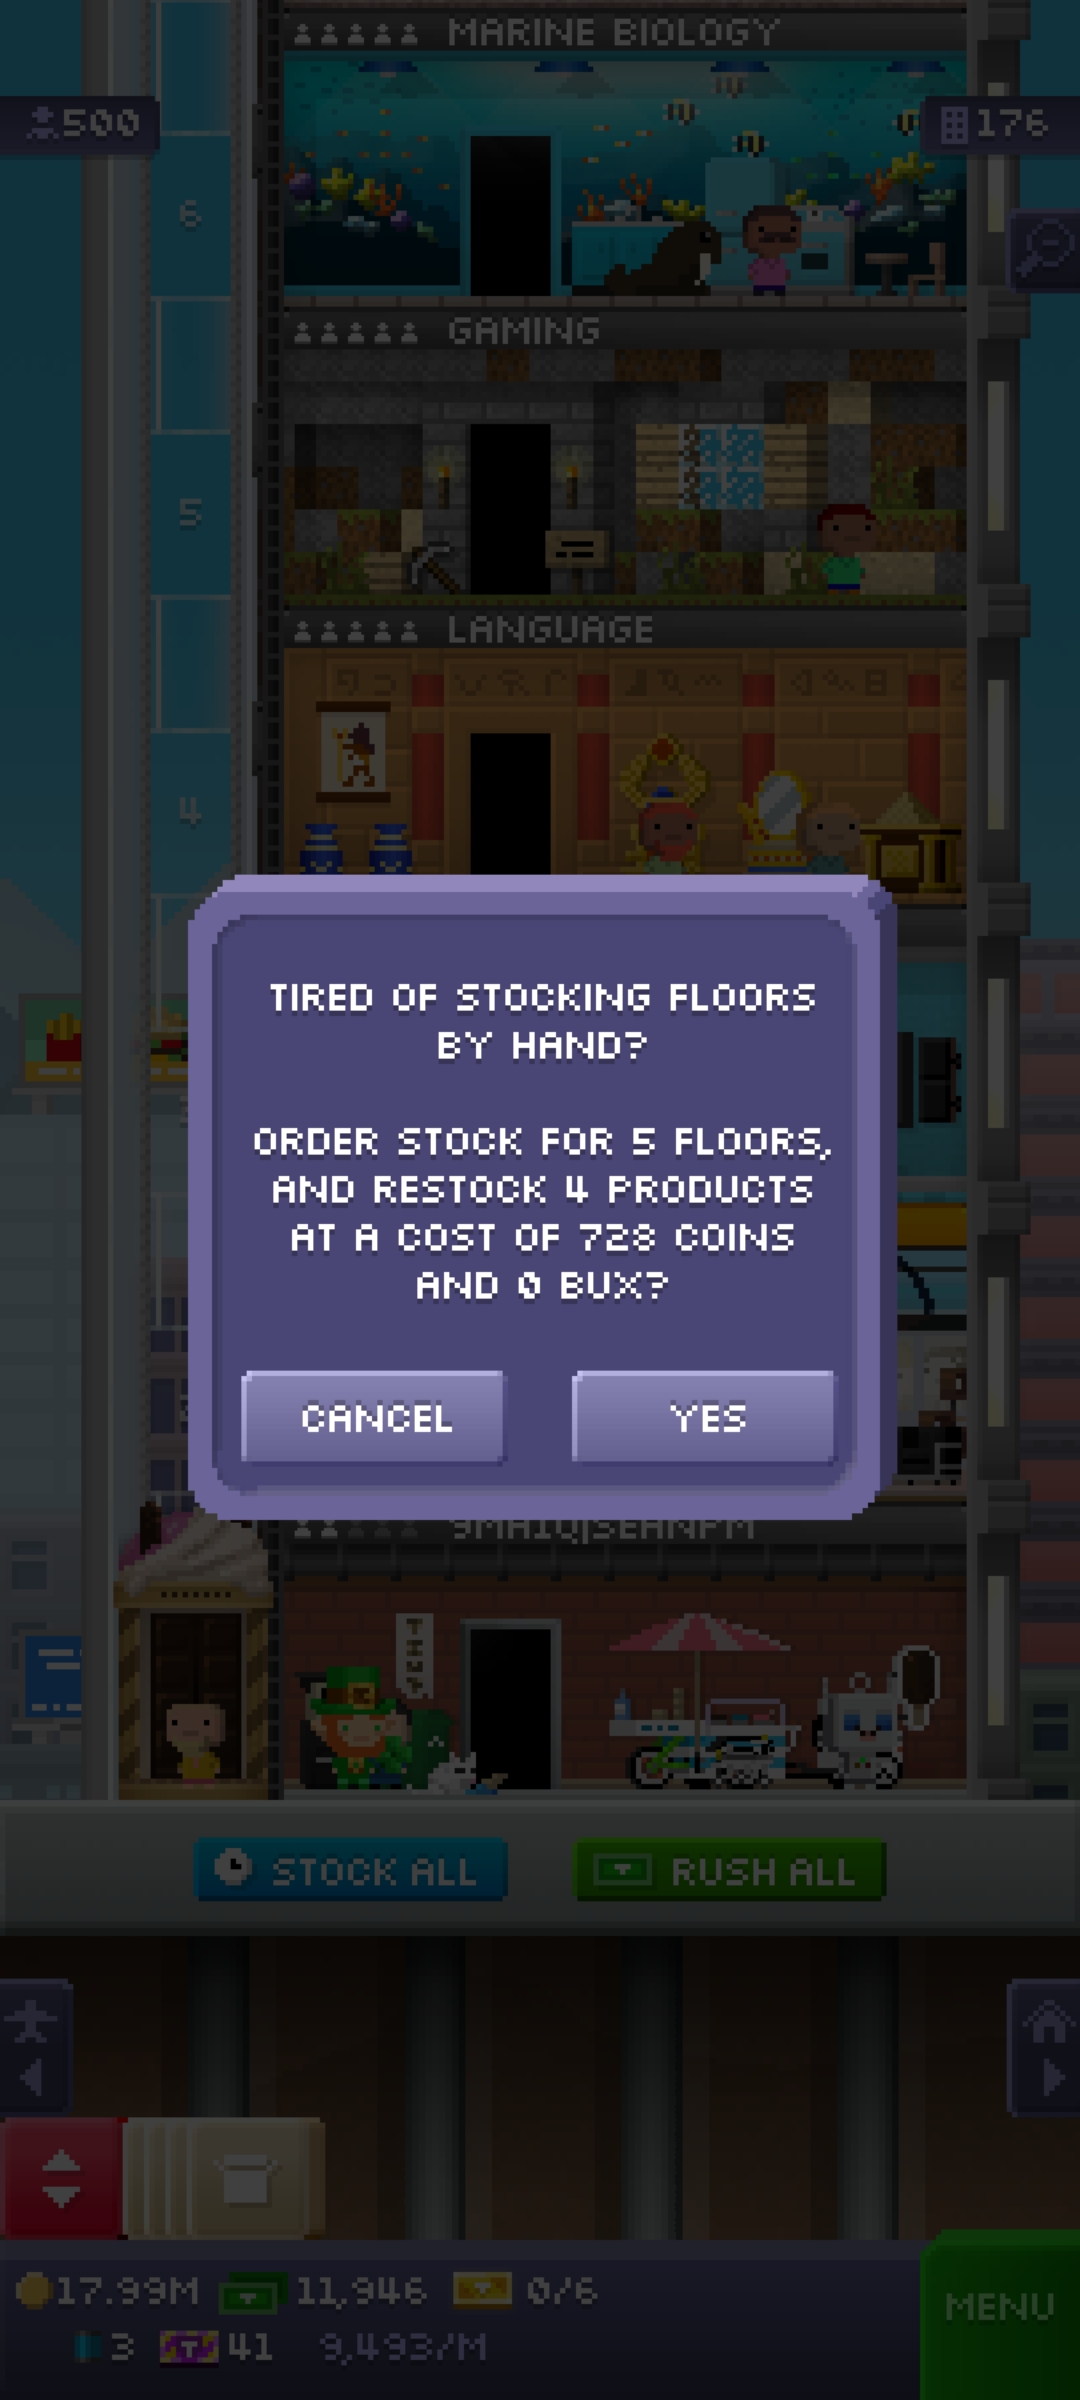 MARINE BIOLOGY
500
176
6
GAMING
5
LANGUAGE
4
TIRED OF STOCKING FLOORS
BY HAND?
ORDER STOCK FOR 5 FLOORS,
AND RESTOCK 4 PRODUCTS
AT A COST OF 728 COINS
AND 0 BUX?
CANCEL
YES
STOCK ALL
RUSH ALL
17.99M
11,946
0/6
MENU
3
41
9,493/M